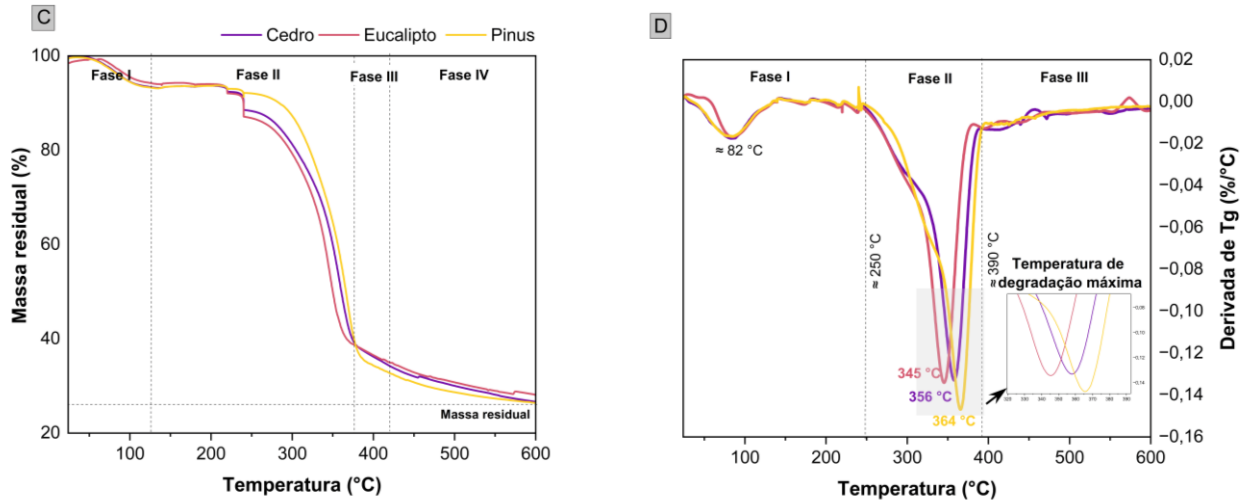 C
Cedro Eucalipto Pinus
100
80
60
40
20
Fase I
Fase II
Fase III
Fase IV
Massa residual
100 200 300 400 500 600
Massa residual (%)
Temperatura (°C)
D
Fase I
Fase II
Fase III
≈ 82 °C
≈ 250 °C
≈ 390 °C
345 °C
356 °C
364 °C
Temperatura de
degradação máxima
0,02
0,00
−0,02
−0,04
−0,06
−0,08
−0,10
−0,12
−0,14
−0,16
Derivada de Tg (%/°C)
100 200 300 400 500 600
Temperatura (°C)